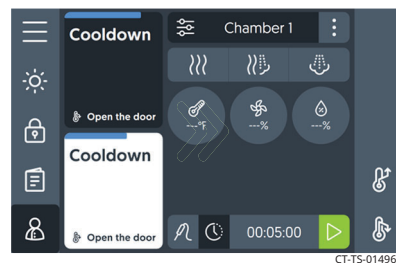 Cooldown
Open the door
Cooldown
Open the door
Chamber 1
---°F
---%
---%
00:05:00
CT-TS-01496